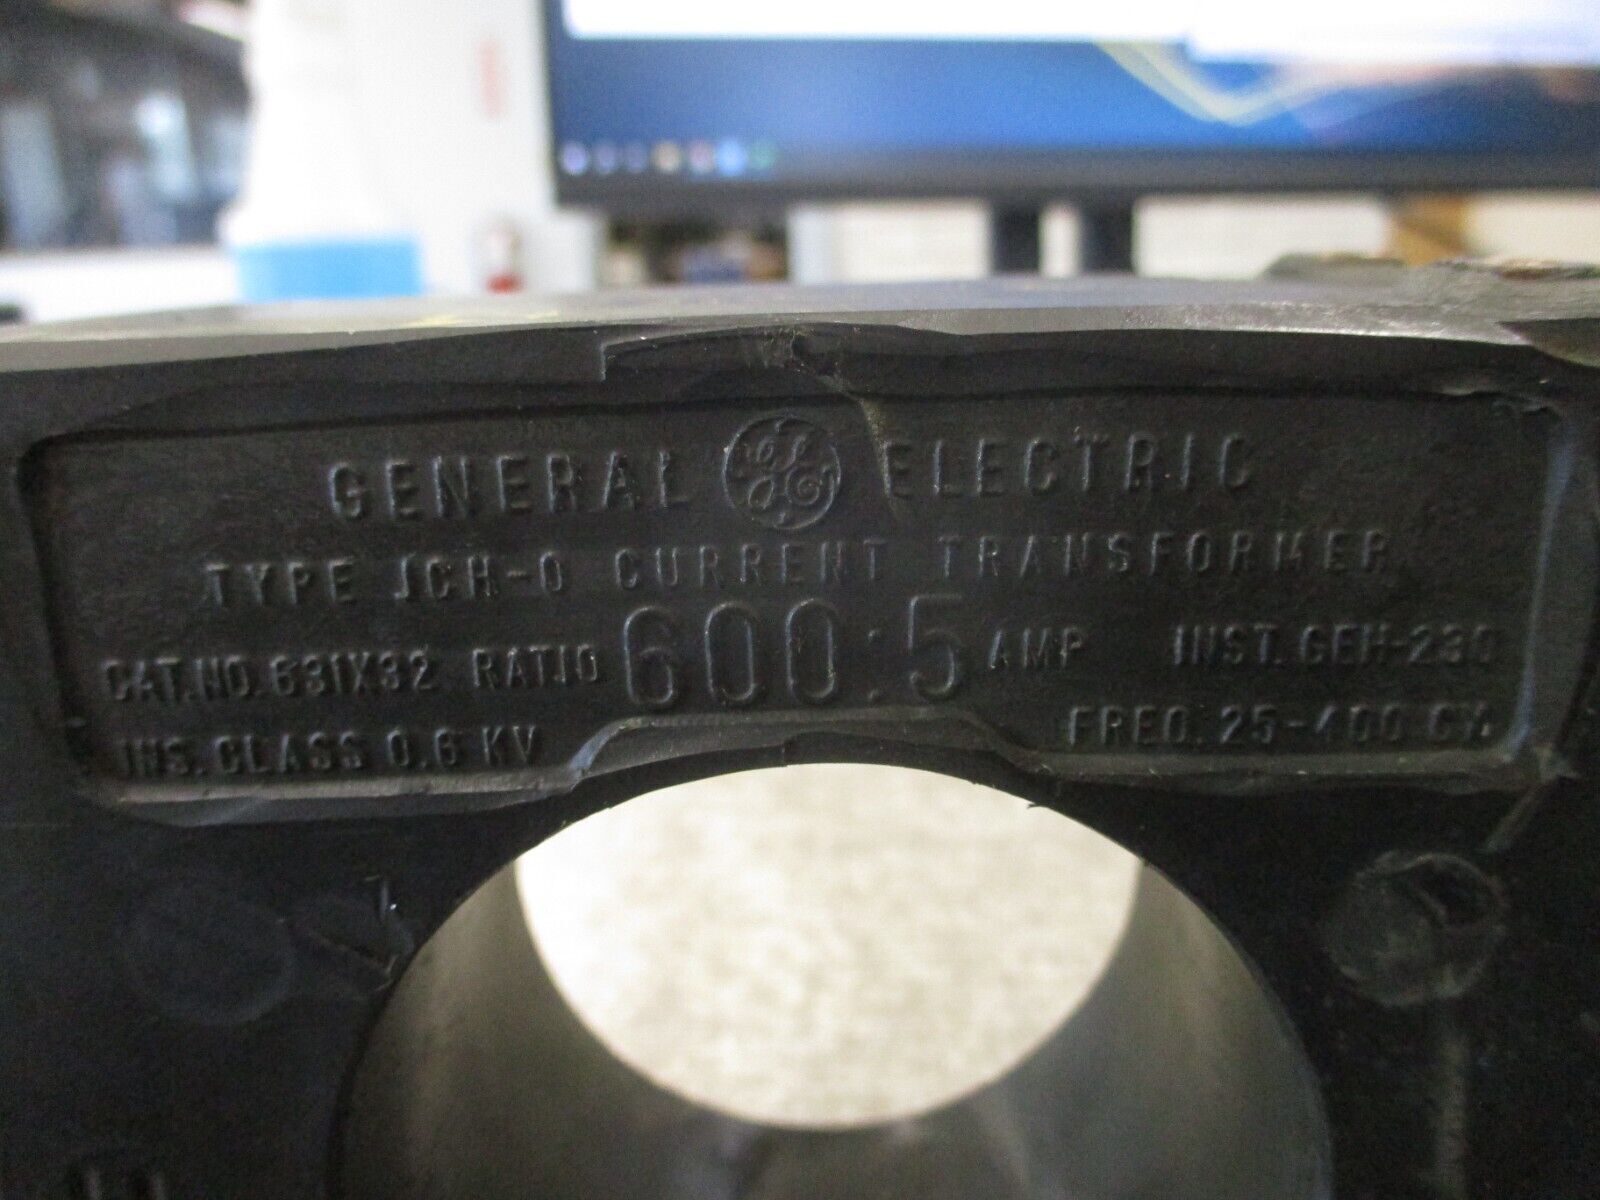 GENERAL GE ELECTRIC
TYPE JCH-0 CURRENT TRANSFORMER
CAT. NO. 631X32 RATIO 600:5 AMP INST. GEH-230
INS. CLASS 0.6 KV FREQ. 25-400 CY.